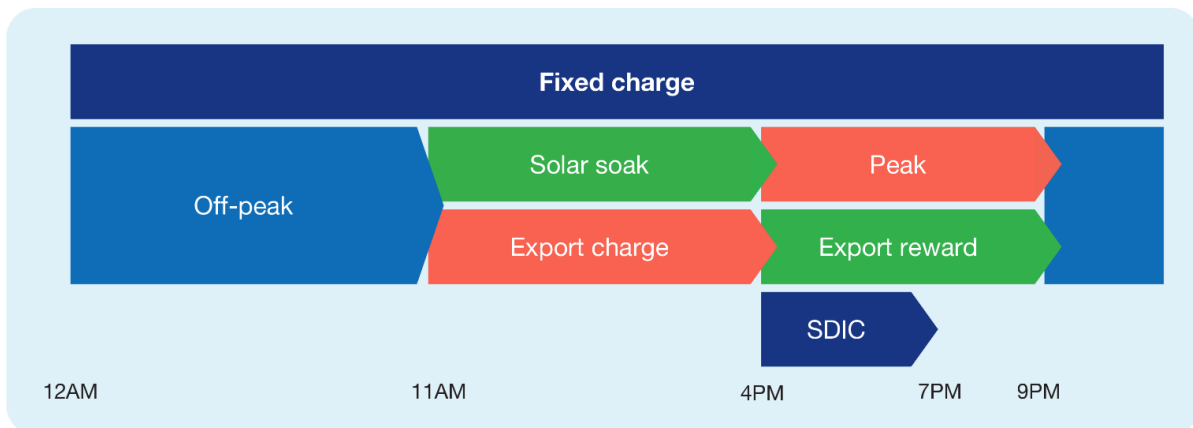 Fixed charge
Off-peak
Solar soak
Peak
Export charge
Export reward
SDIC
12AM
11AM
4PM
7PM
9PM